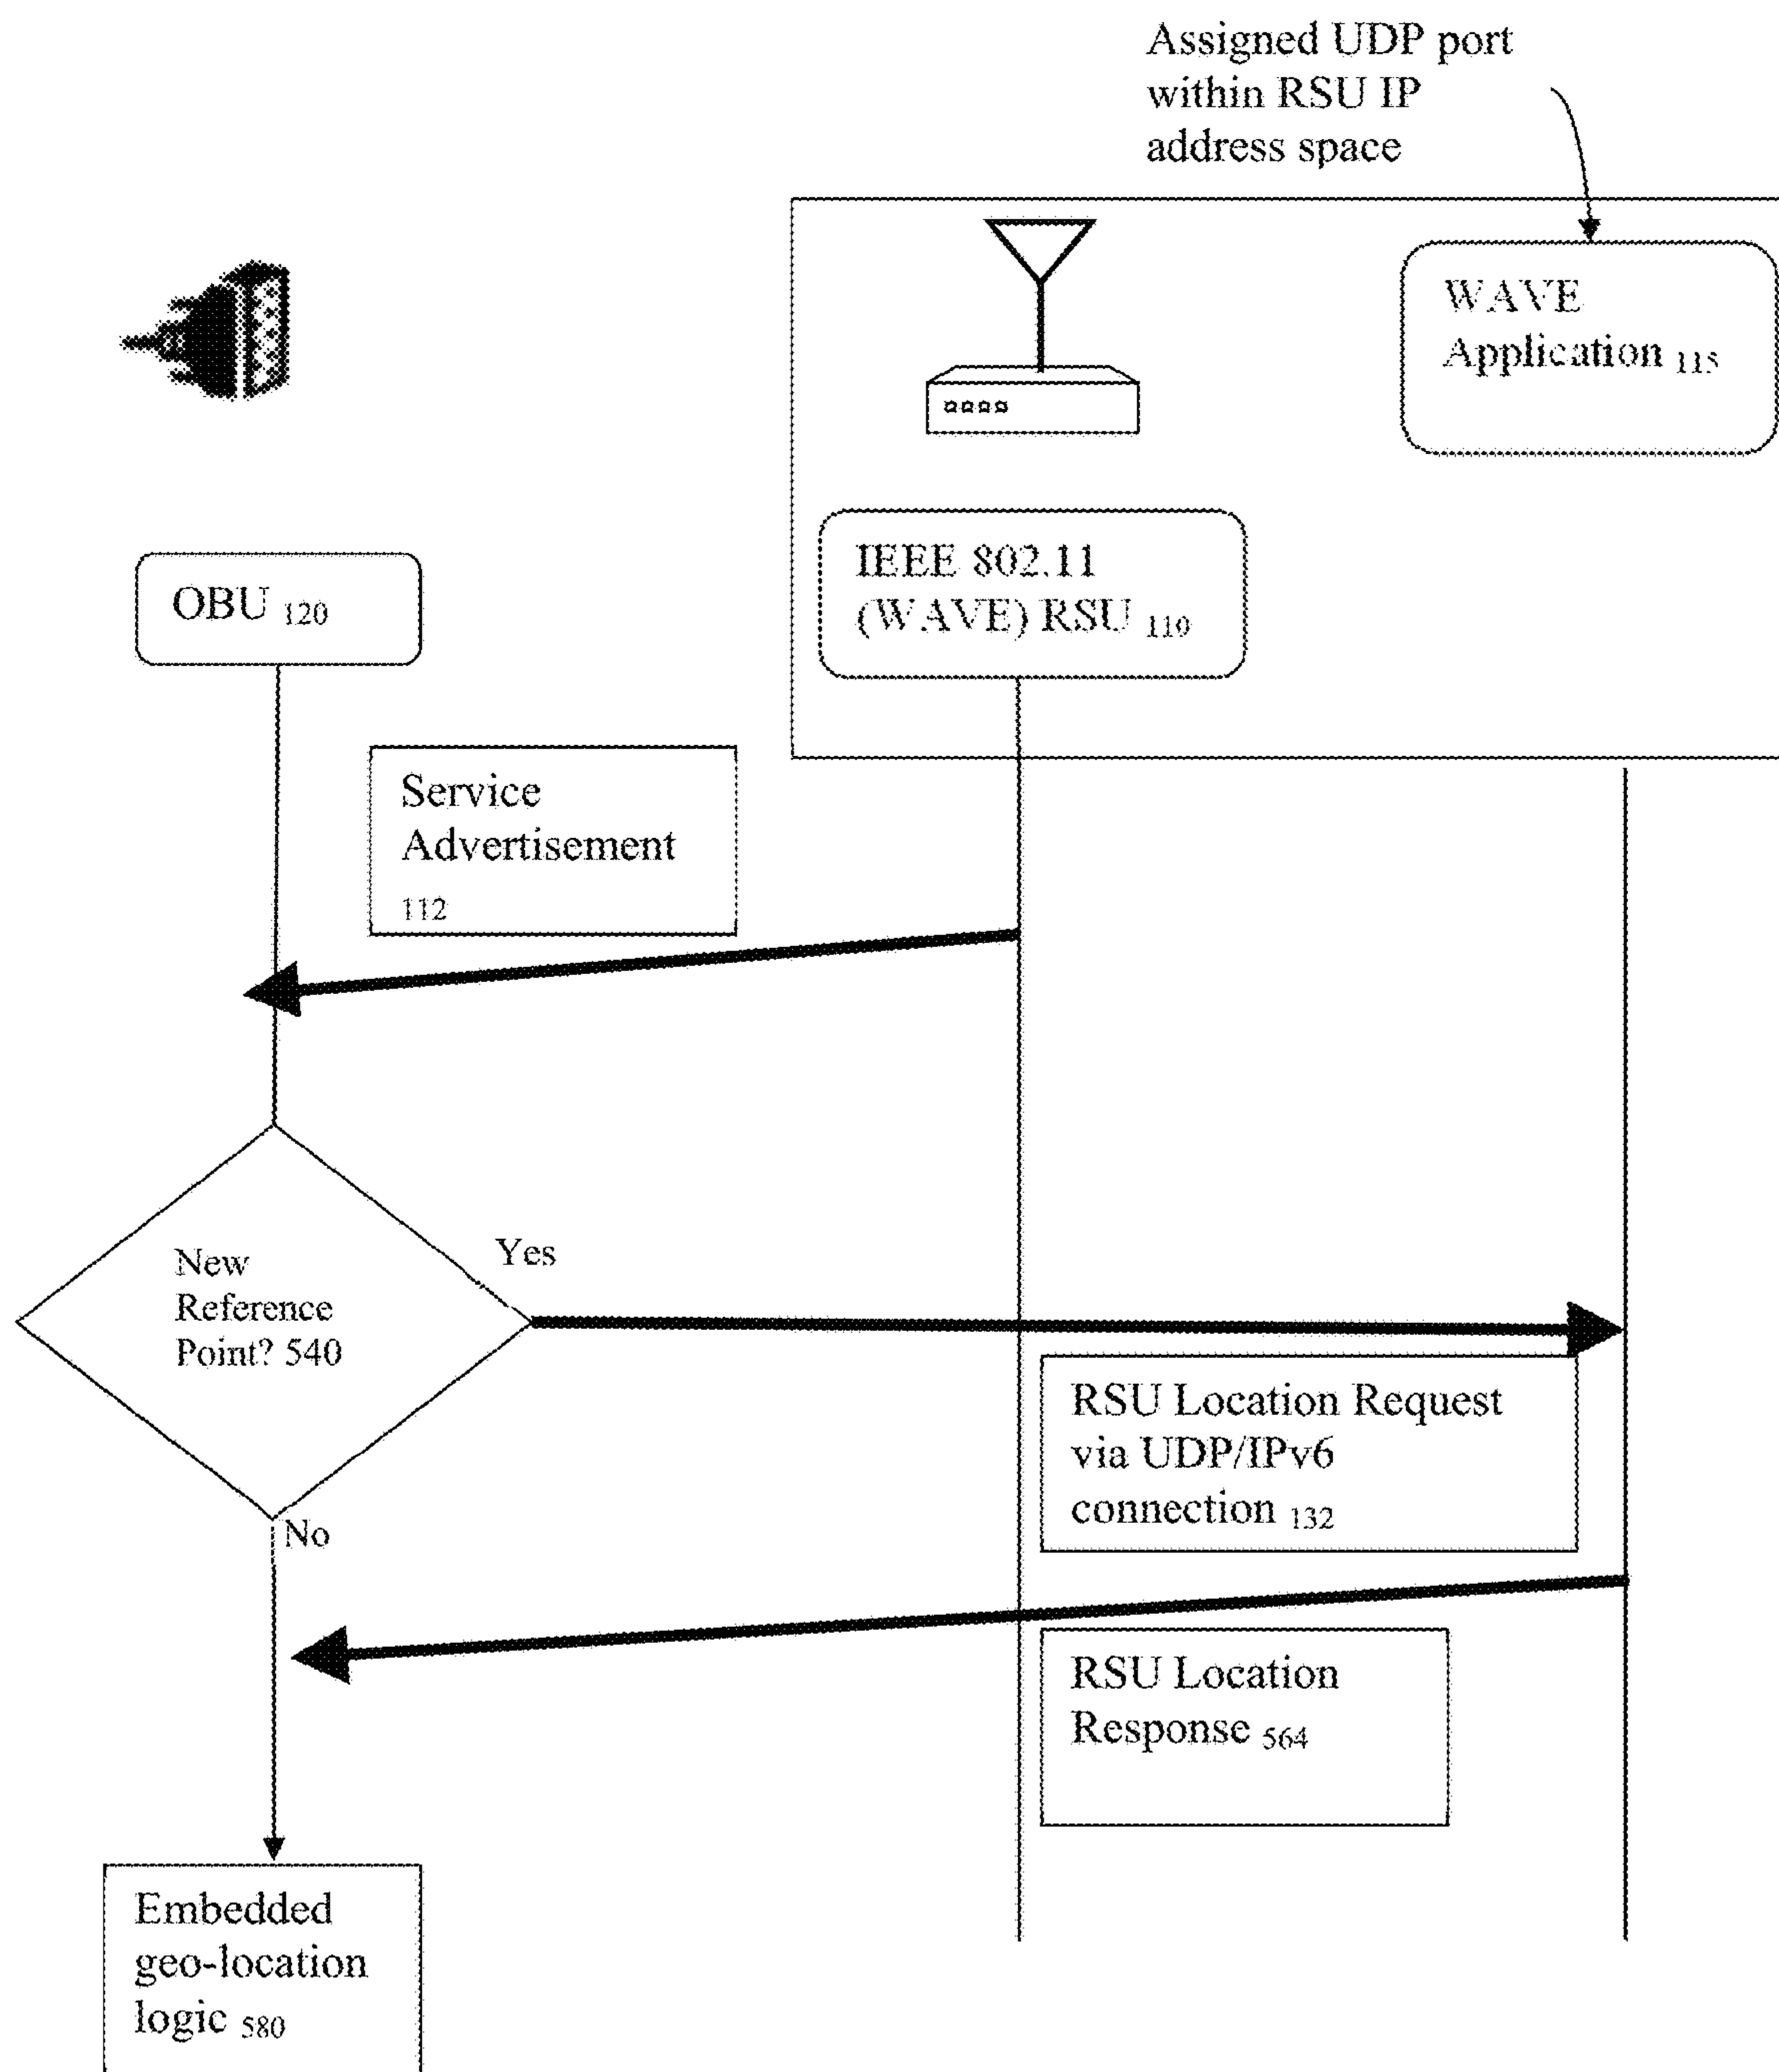 Assigned UDP port
within RSU IP
address space
WAVE
Application 115
IEEE 802.11
(WAVE) RSU 110
OBU 120
Service
Advertisement
112
New
Reference
Point? 540
Yes
No
RSU Location Request
via UDP/IPv6
connection 132
RSU Location
Response 564
Embedded
geo-location
logic 580